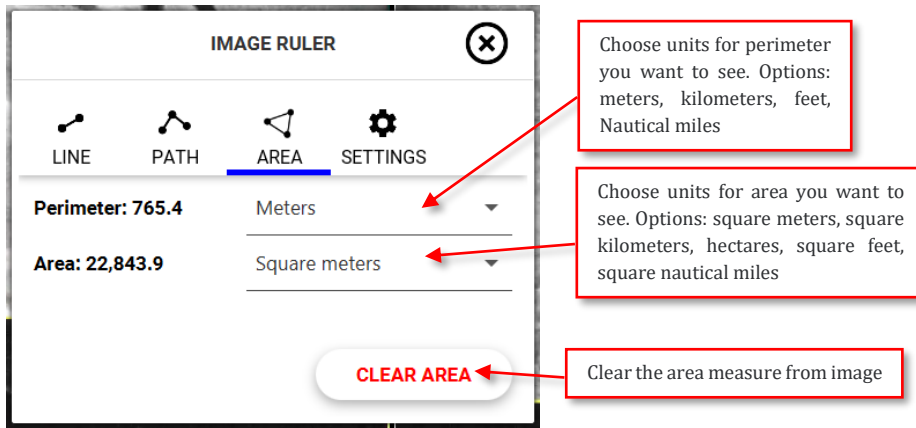 IMAGE RULER
LINE PATH AREA SETTINGS
Perimeter: 765.4 Meters
Area: 22,843.9 Square meters
CLEAR AREA
Choose units for perimeter
you want to see. Options:
meters, kilometers, feet,
Nautical miles
Choose units for area you want to
see. Options: square meters, square
kilometers, hectares, square feet,
square nautical miles
Clear the area measure from image